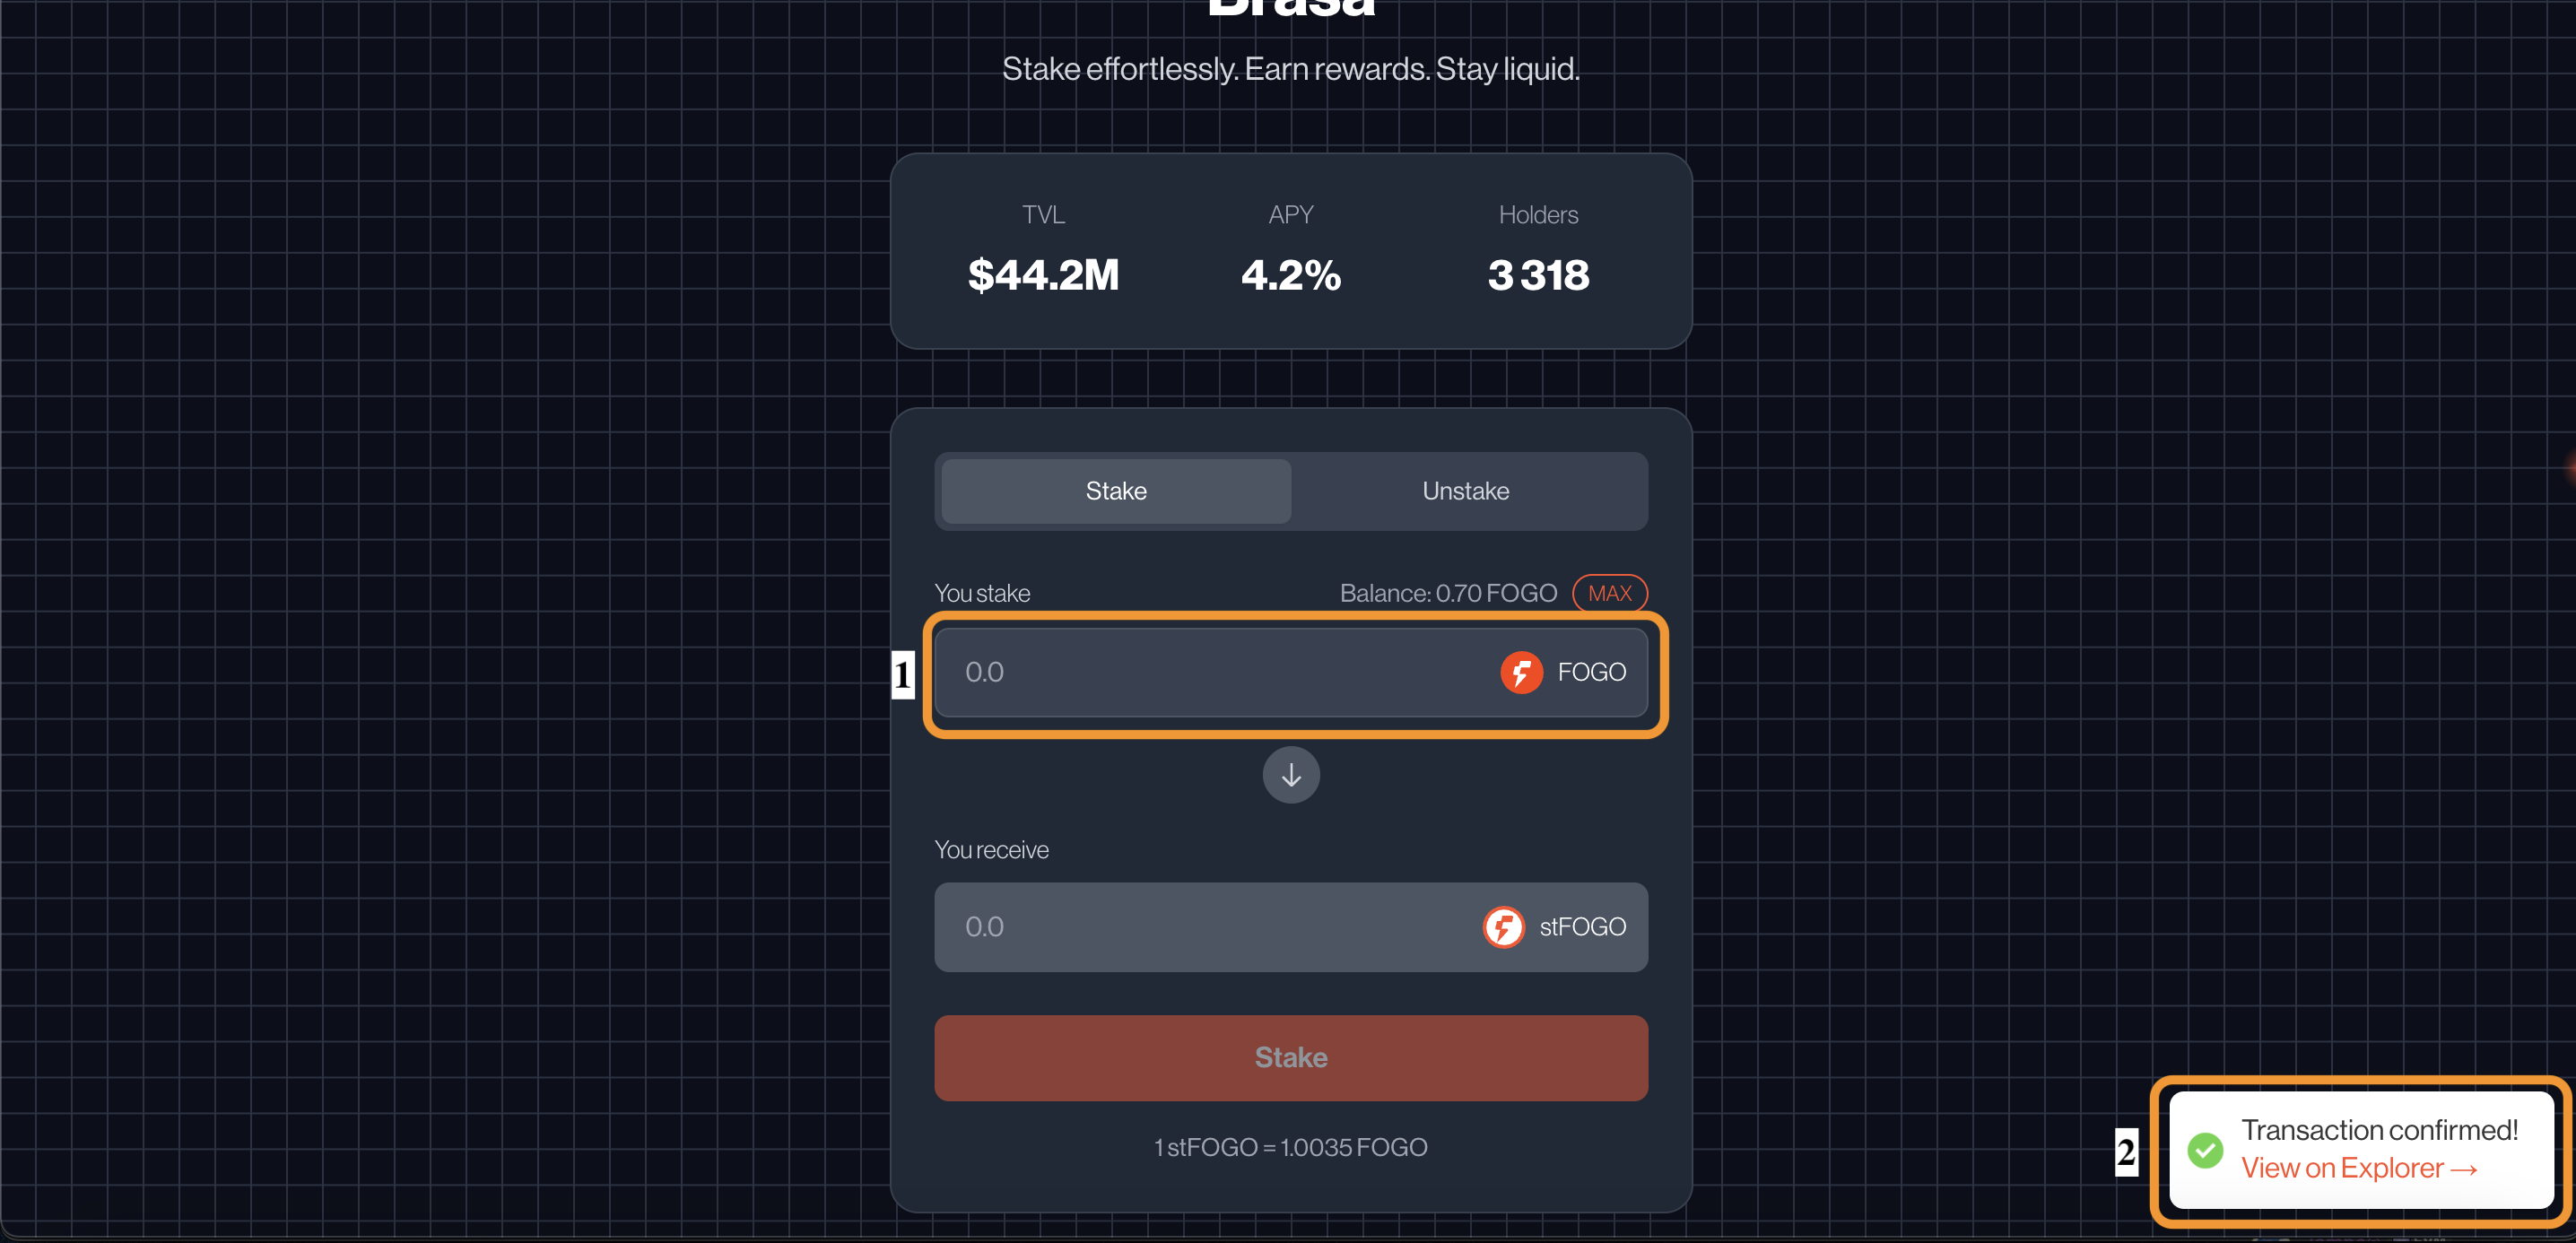 Brasa
Stake effortlessly. Earn rewards. Stay liquid.
TVL APY Holders
$44.2M 4.2% 3 318
Stake Unstake
You stake Balance: 0.70 FOGO MAX
1 0.0 FOGO
You receive
0.0 stFOGO
Stake
1 stFOGO = 1.0035 FOGO
2 Transaction confirmed!
View on Explorer →